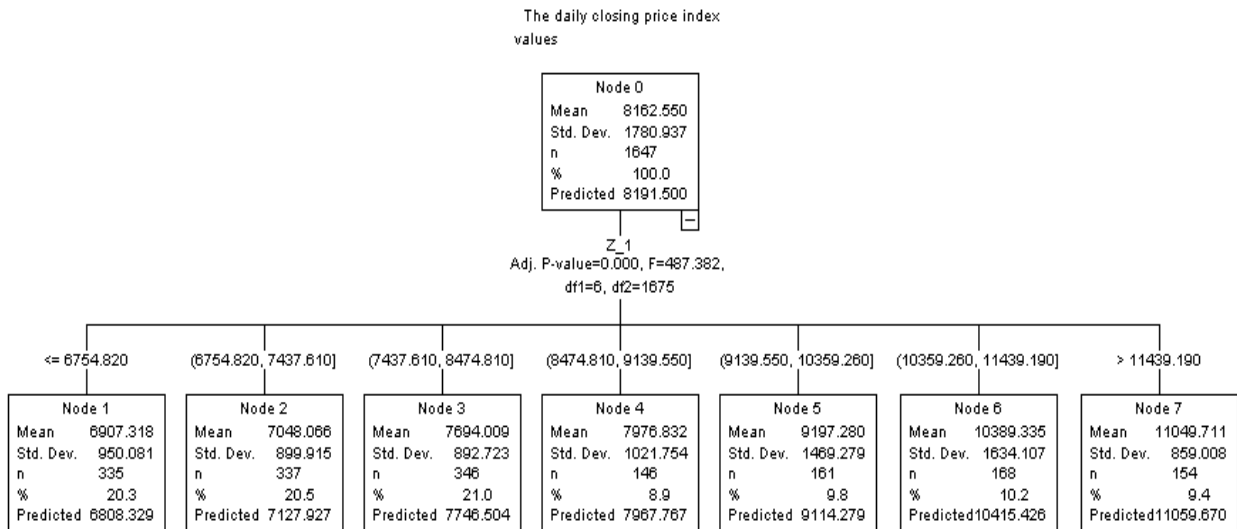 The daily closing price index
values
Node 0
Mean 8162.550
Std. Dev. 1780.937
n 1647
% 100.0
Predicted 8191.500
Z_1
Adj. P-value=0.000, F=487.382,
df1=6, df2=1675
<= 6754.820
(6754.820, 7437.610]
(7437.610, 8474.810]
(8474.810, 9139.550]
(9139.550, 10359.260]
(10359.260, 11439.190]
> 11439.190
Node 1
Mean 6907.318
Std. Dev. 950.081
n 335
% 20.3
Predicted 6808.329
Node 2
Mean 7048.066
Std. Dev. 899.915
n 337
% 20.5
Predicted 7127.927
Node 3
Mean 7694.009
Std. Dev. 892.723
n 346
% 21.0
Predicted 7746.504
Node 4
Mean 7976.832
Std. Dev. 1021.754
n 146
% 8.9
Predicted 7967.767
Node 5
Mean 9197.280
Std. Dev. 1469.279
n 161
% 9.8
Predicted 9114.279
Node 6
Mean 10389.335
Std. Dev. 1634.107
n 168
% 10.2
Predicted10415.426
Node 7
Mean 11049.711
Std. Dev. 859.008
n 154
% 9.4
Predicted11059.670